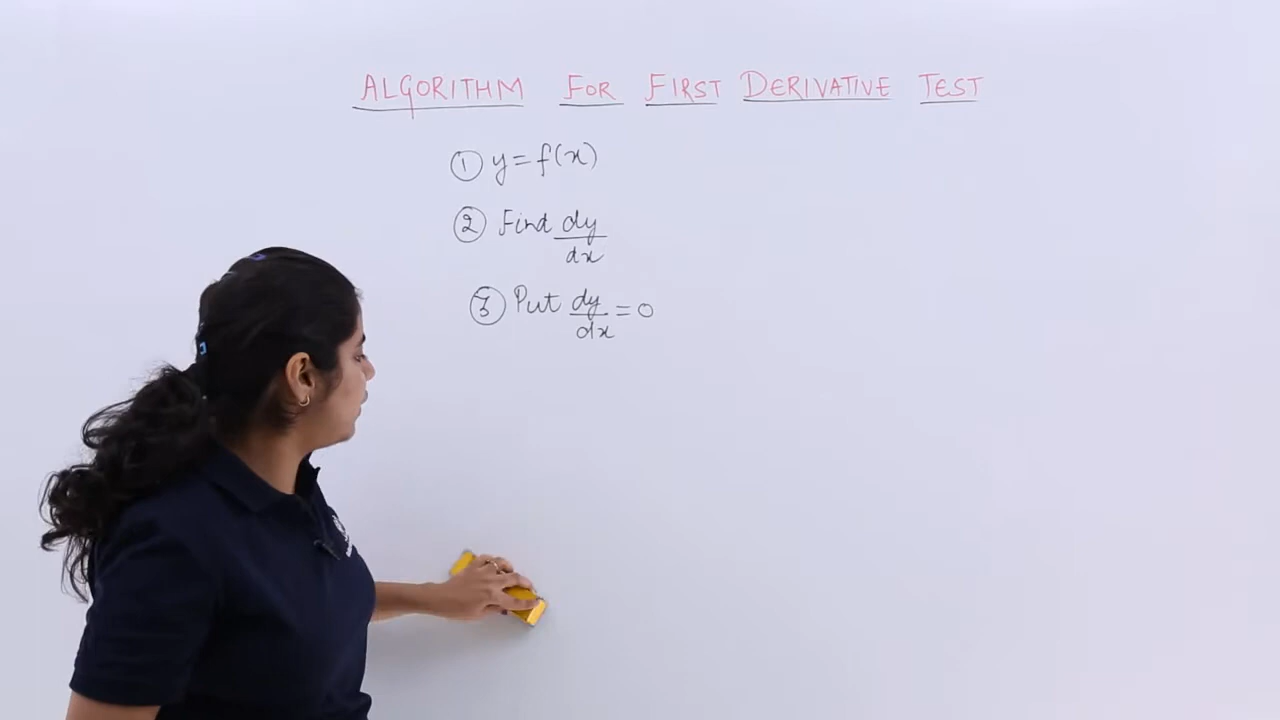 ALGORITHM FOR FIRST DERIVATIVE TEST
① y = f(x)
② Find dy/dx
③ Put dy/dx = 0